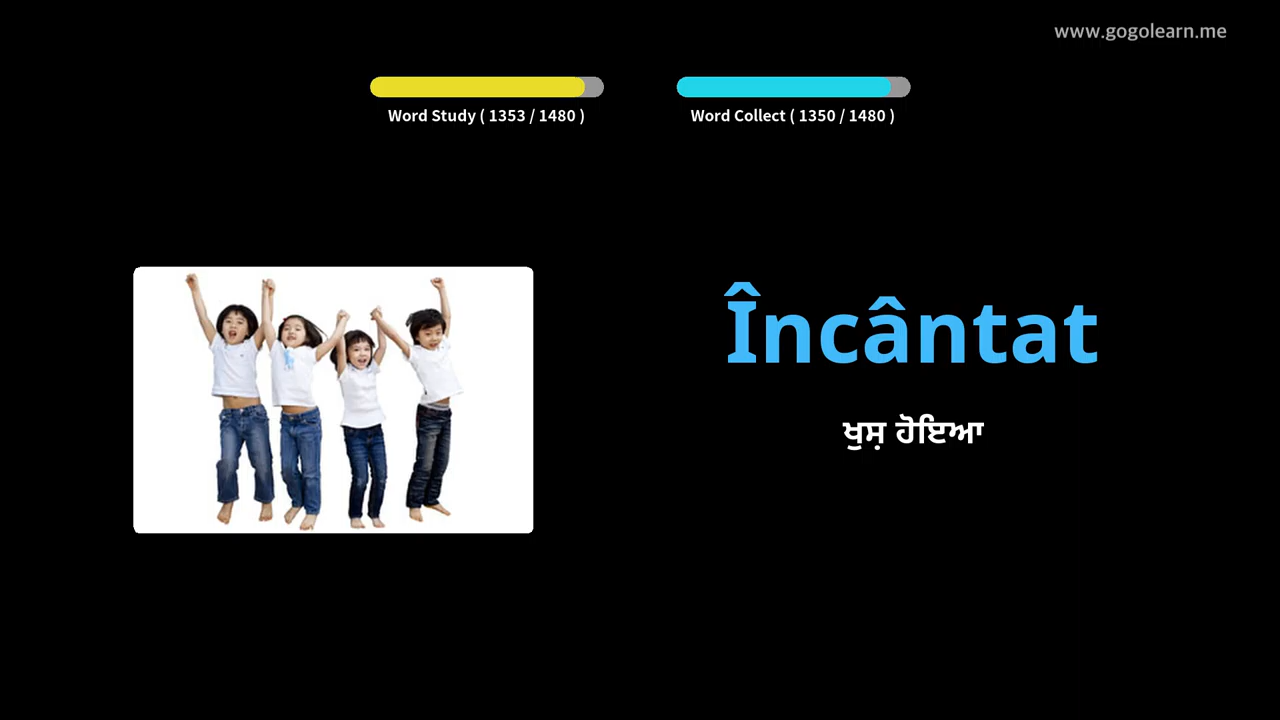 www.gogolearn.me
Word Study ( 1353 / 1480 )
Word Collect ( 1350 / 1480 )
Încântat
ਖੁਸ਼ ਹੋਇਆ